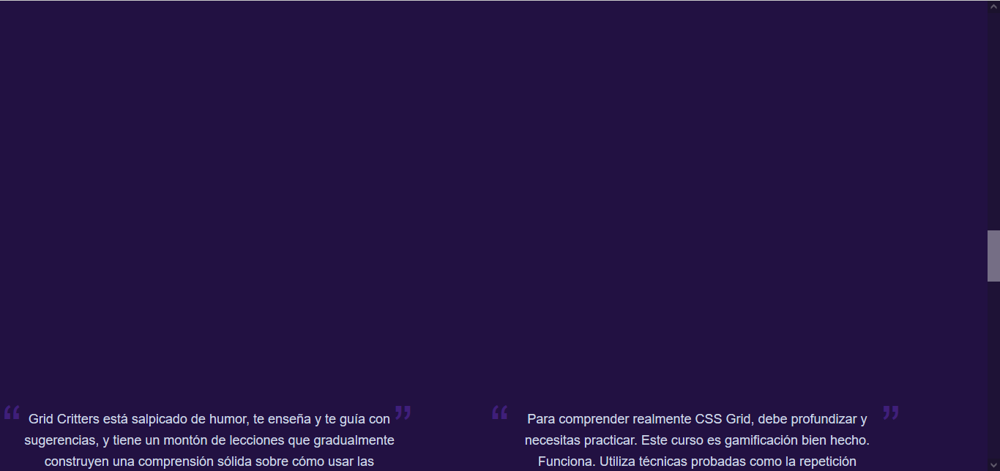 “ Grid Critters está salpicado de humor, te enseña y te guía con ”
sugerencias, y tiene un montón de lecciones que gradualmente
construyen una comprensión sólida sobre cómo usar las
“ Para comprender realmente CSS Grid, debe profundizar y ”
necesitas practicar. Este curso es gamificación bien hecho.
Funciona. Utiliza técnicas probadas como la repetición